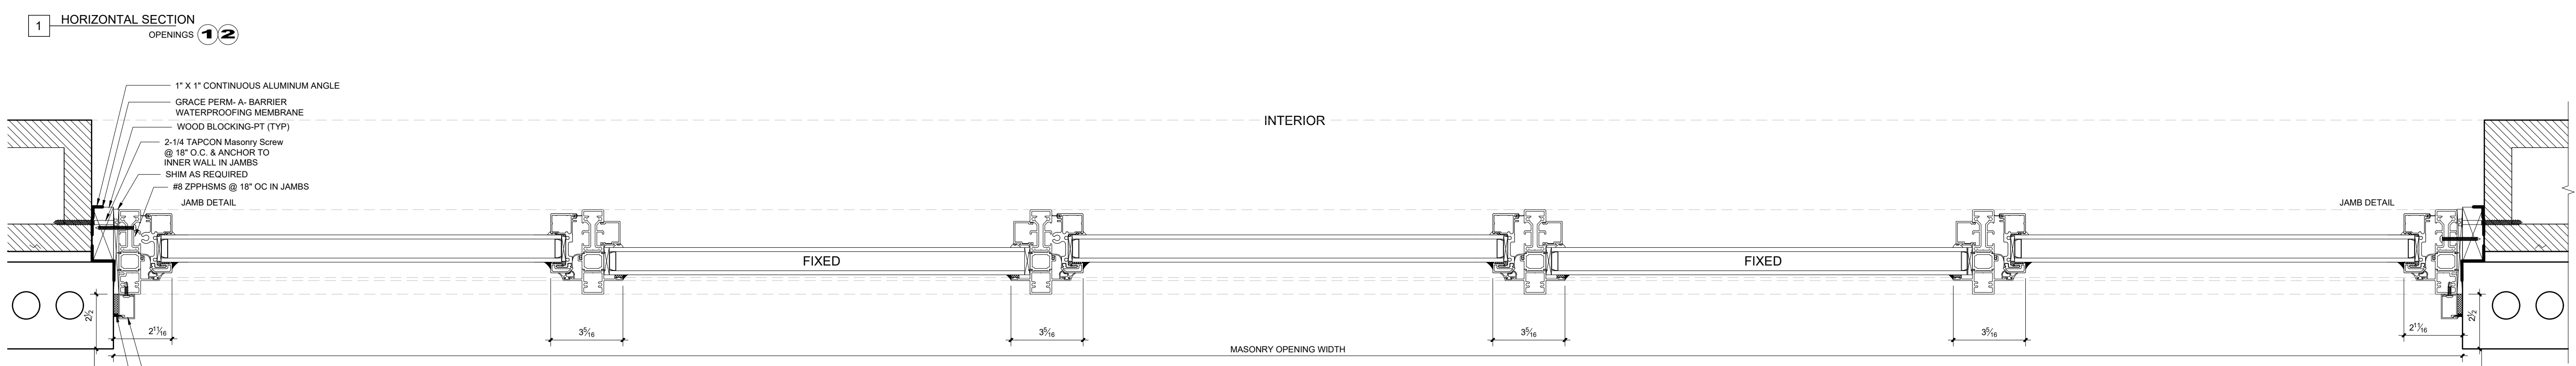 1 HORIZONTAL SECTION
OPENINGS 1 2
1" X 1" CONTINUOUS ALUMINUM ANGLE
GRACE PERM- A- BARRIER
WATERPROOFING MEMBRANE
WOOD BLOCKING-PT (TYP)
2-1/4 TAPCON Masonry Screw
@ 18" O.C. & ANCHOR TO
INNER WALL IN JAMBS
SHIM AS REQUIRED
#8 ZPPHSMS @ 18" OC IN JAMBS
JAMB DETAIL
INTERIOR
JAMB DETAIL
FIXED
FIXED
2½
2¹¹⁄₁₆
3⁵⁄₁₆
3⁵⁄₁₆
3⁵⁄₁₆
3⁵⁄₁₆
2¹¹⁄₁₆
2½
MASONRY OPENING WIDTH